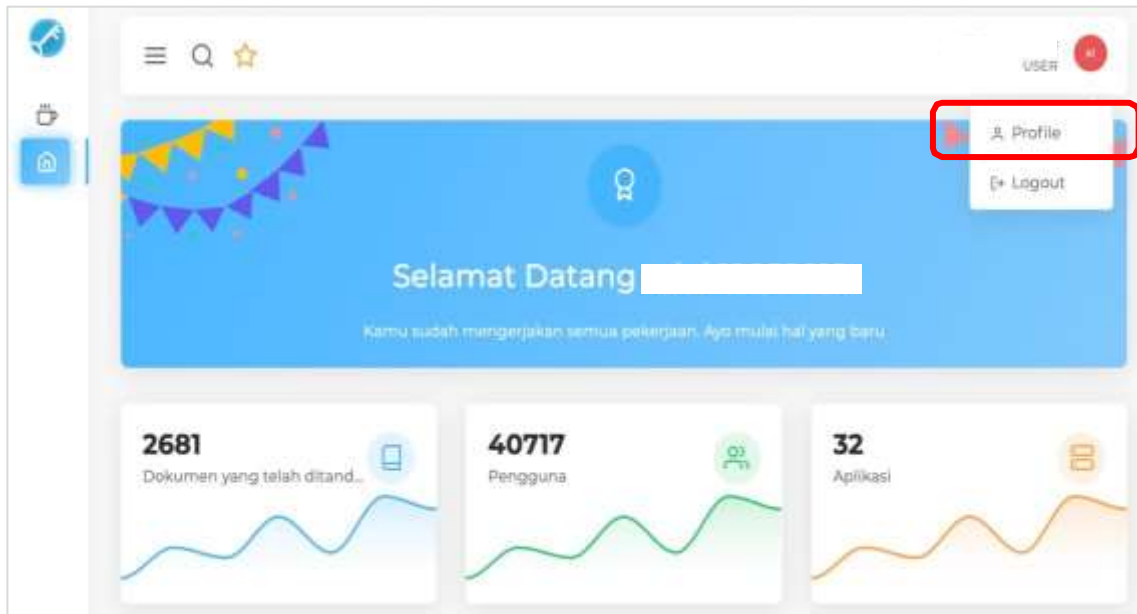 USER
Profile
Logout
Selamat Datang
Kamu sudah mengerjakan semua pekerjaan. Ayo mulai hal yang baru
2681
Dokumen yang telah ditand...
40717
Pengguna
32
Aplikasi